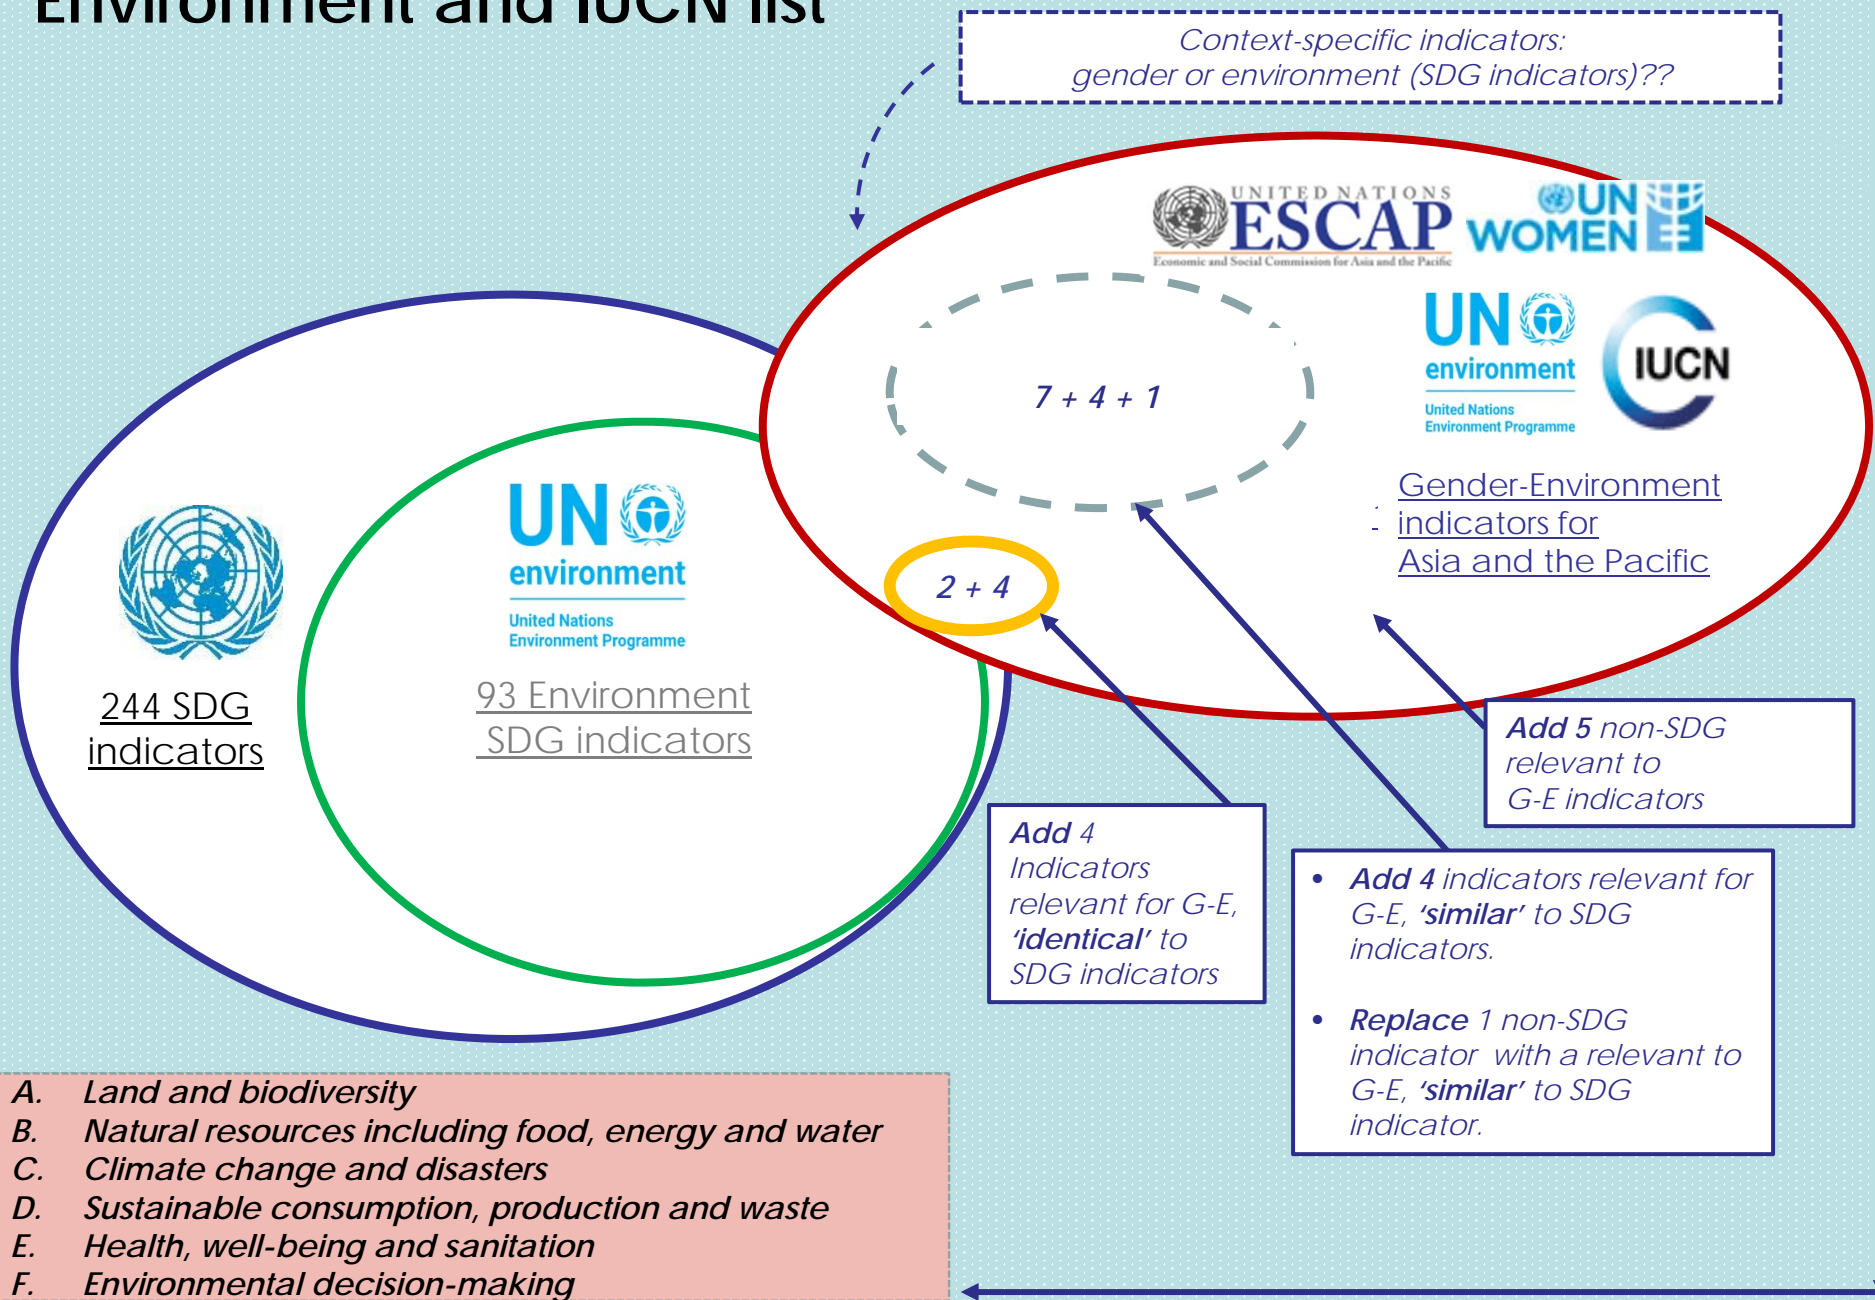 Environment and IUCN list
Context-specific indicators:
gender or environment (SDG indicators)??
UNITED NATIONS
ESCAP
Economic and Social Commission for Asia and the Pacific
UN
WOMEN
UN
environment
United Nations
Environment Programme
IUCN
7 + 4 + 1
Gender-Environment
- indicators for
Asia and the Pacific
2 + 4
UN
environment
United Nations
Environment Programme
244 SDG
indicators
93 Environment
SDG indicators
Add 5 non-SDG
relevant to
G-E indicators
Add 4
Indicators
relevant for G-E,
‘identical’ to
SDG indicators
• Add 4 indicators relevant for
G-E, ‘similar’ to SDG
indicators.
• Replace 1 non-SDG
indicator with a relevant to
G-E, ‘similar’ to SDG
indicator.
A. Land and biodiversity
B. Natural resources including food, energy and water
C. Climate change and disasters
D. Sustainable consumption, production and waste
E. Health, well-being and sanitation
F. Environmental decision-making